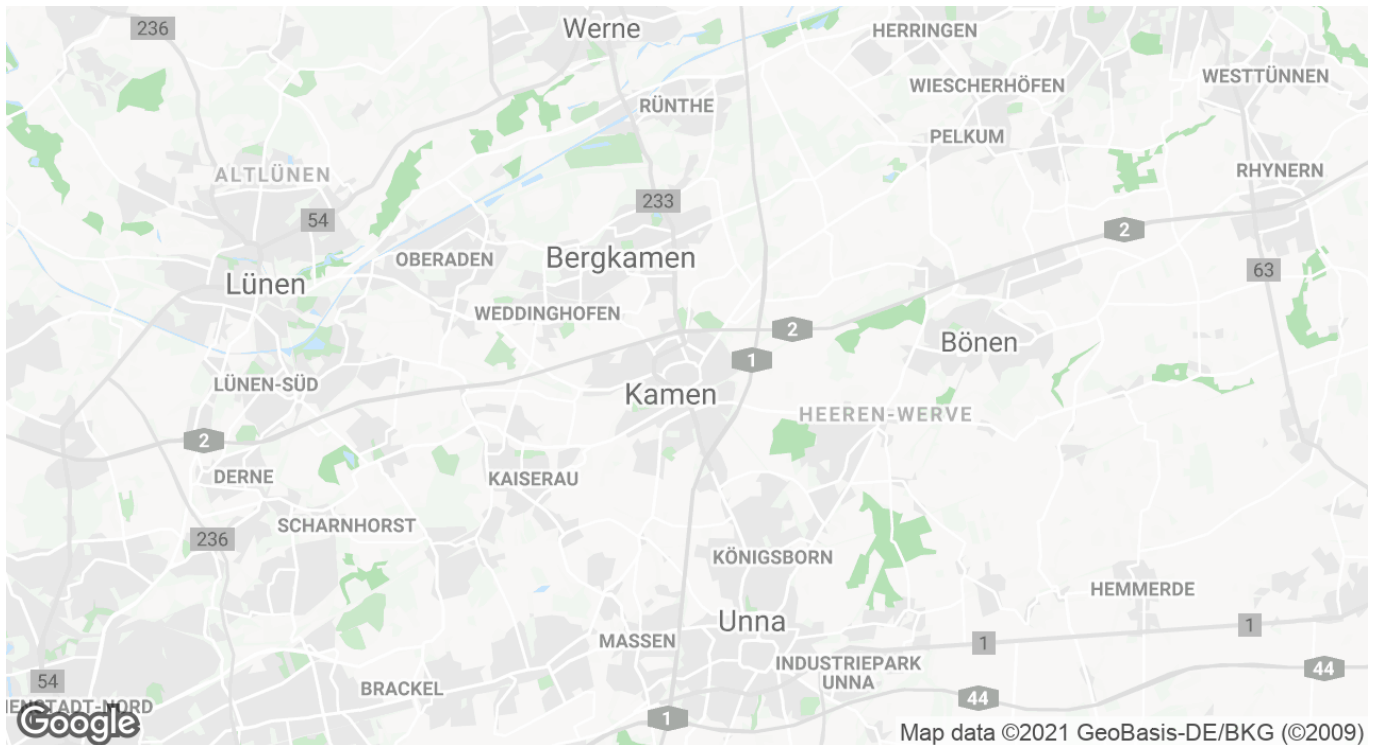 236
Werne
HERRINGEN
WESTTÜNNEN
WIESCHERHÖFEN
RÜNTHE
PELKUM
RHYNERN
ALTLÜNEN
233
54
2
OBERADEN
Bergkamen
63
Lünen
WEDDINGHOFEN
2
Bönen
1
LÜNEN-SÜD
Kamen
HEEREN-WERVE
2
DERNE
KAISERAU
SCHARNHORST
236
KÖNIGSBORN
HEMMERDE
Unna
1
MASSEN
1
INDUSTRIEPARK
UNNA
44
54
BRACKEL
44
ENSTADT-NORD
1
Google
Map data ©2021 GeoBasis-DE/BKG (©2009)